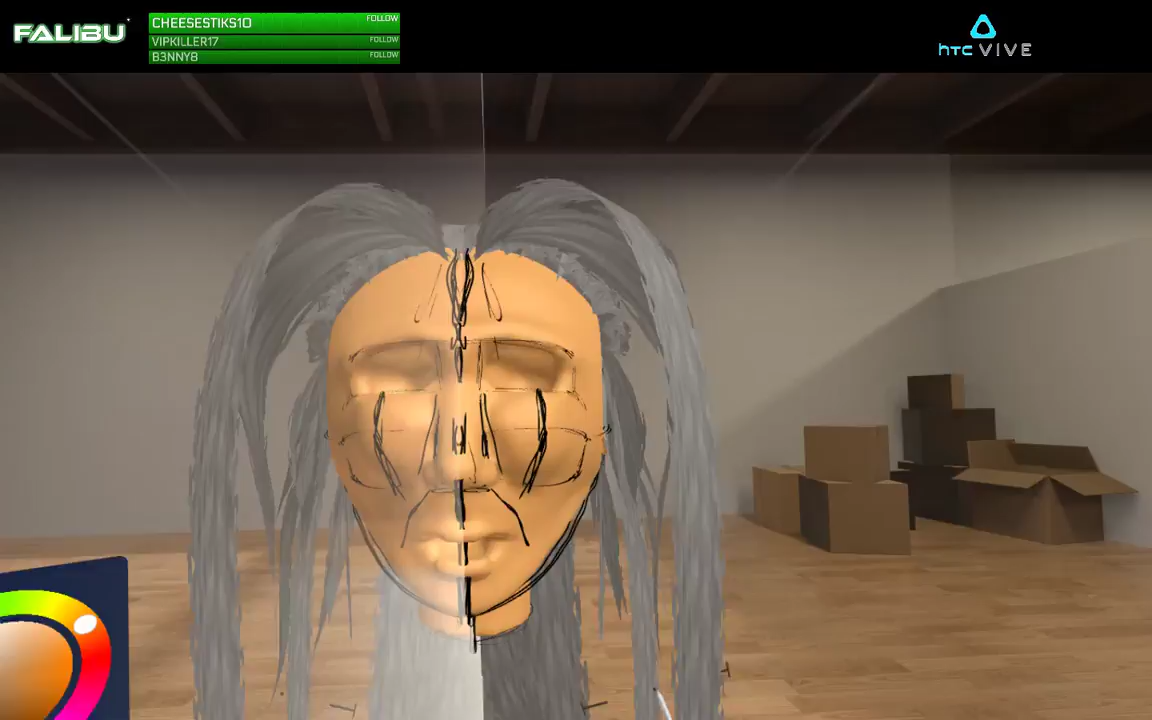 FALIBU
CHEESESTIKS10 FOLLOW
VIPKILLER17 FOLLOW
B3NNY8 FOLLOW
htc VIVE